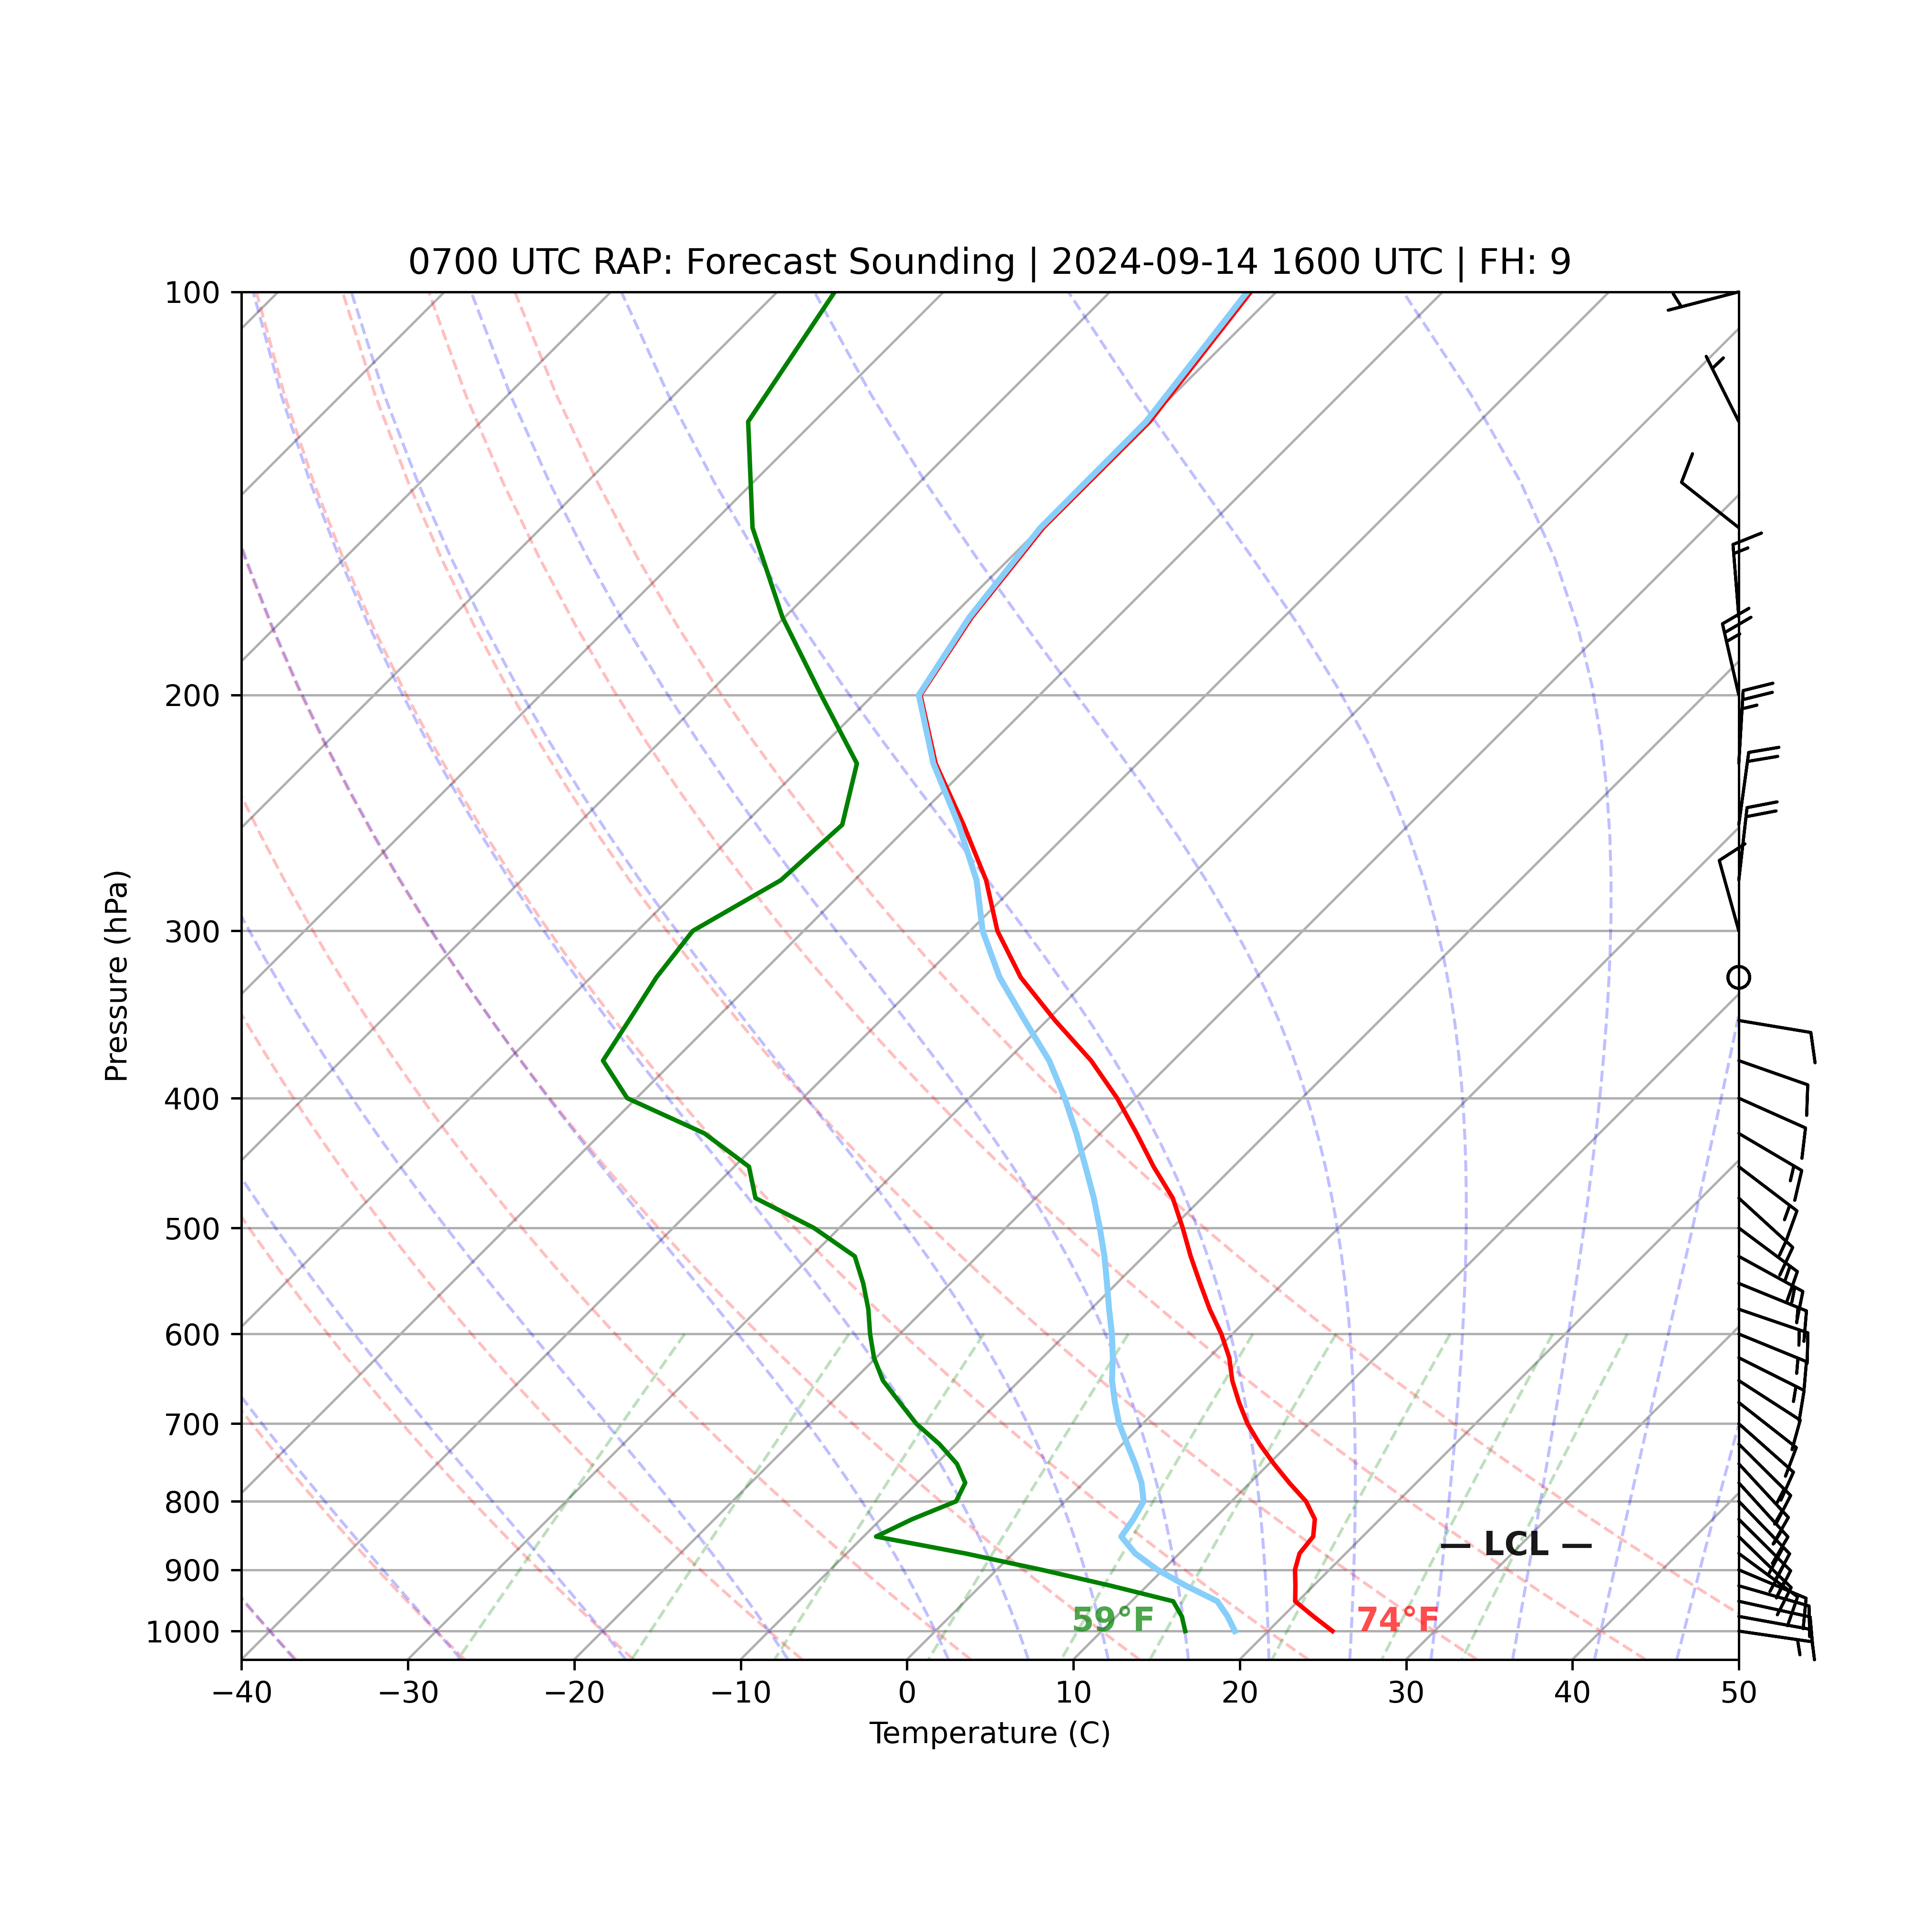 0700 UTC RAP: Forecast Sounding | 2024-09-14 1600 UTC | FH: 9
100
200
300
400
500
600
700
800
900
1000
Pressure (hPa)
— LCL —
59°F
74°F
−40 −30 −20 −10 0 10 20 30 40 50
Temperature (C)